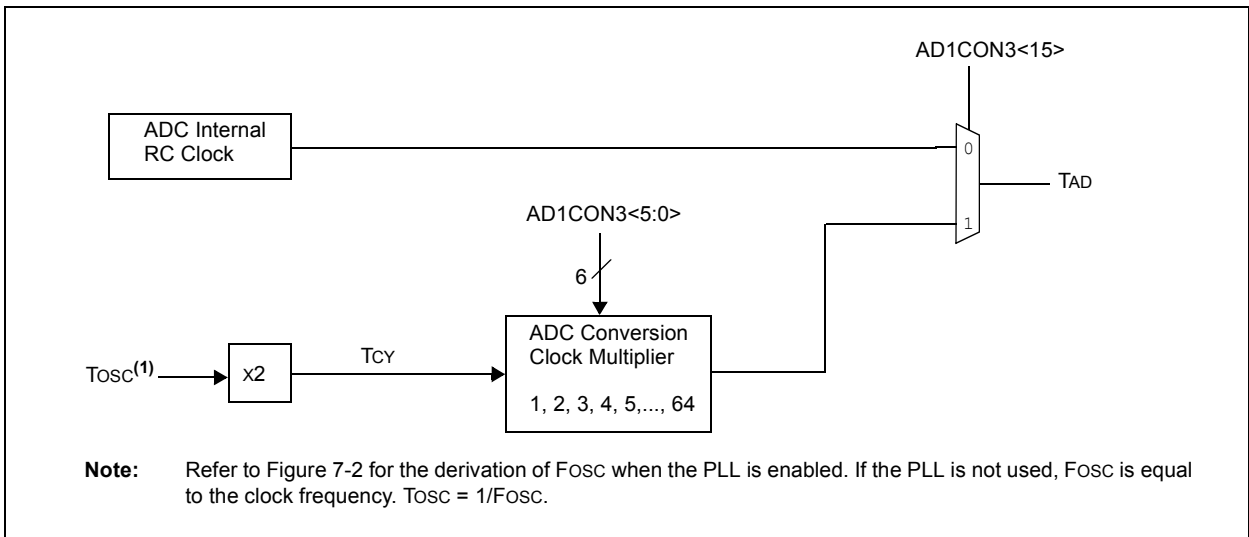 AD1CON3<15>
ADC Internal
RC Clock
0
TAD
AD1CON3<5:0>
1
6
ADC Conversion
Clock Multiplier
1, 2, 3, 4, 5,..., 64
TOSC(1)
X2
TCY
Note: Refer to Figure 7-2 for the derivation of FOSC when the PLL is enabled. If the PLL is not used, FOSC is equal
to the clock frequency. TOSC = 1/FOSC.